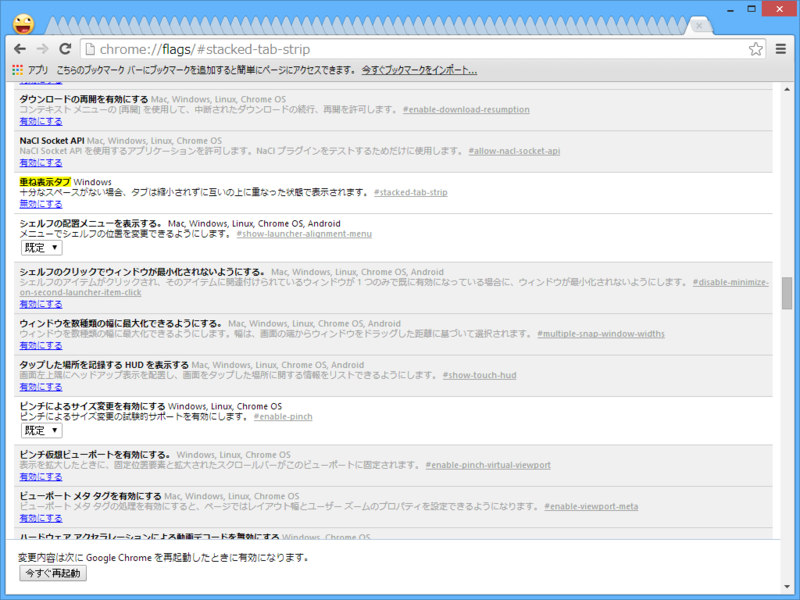 chrome://flags/#stacked-tab-strip
アプリ こちらのブックマーク バーにブックマークを追加すると簡単にページにアクセスできます。 今すぐブックマークをインポート...
ダウンロードの再開を有効にする Mac, Windows, Linux, Chrome OS
コンテキスト メニューの [再開] を使用して、中断されたダウンロードの続行、再開を許可します。 #enable-download-resumption
有効にする
NaCl Socket API Mac, Windows, Linux, Chrome OS
NaCl Socket API を使用するアプリケーションを許可します。NaCl プラグインをテストするためだけに使用します。 #allow-nacl-socket-api
有効にする
重ね表示タブ Windows
十分なスペースがない場合、タブは縮小されずに互いの上に重なった状態で表示されます。 #stacked-tab-strip
無効にする
シェルフの配置メニューを表示する。 Mac, Windows, Linux, Chrome OS, Android
メニューでシェルフの位置を変更できるようにします。 #show-launcher-alignment-menu
既定
シェルフのクリックでウィンドウが最小化されないようにする。 Mac, Windows, Linux, Chrome OS, Android
シェルフのアイテムがクリックされ、そのアイテムに関連付けられているウィンドウが 1 つのみで既に有効になっている場合に、ウィンドウが最小化されないようにします。 #disable-minimize-
on-second-launcher-item-click
有効にする
ウィンドウを数種類の幅に最大化できるようにする。 Mac, Windows, Linux, Chrome OS, Android
ウィンドウを数種類の幅に最大化できるようにします。幅は、画面の端からウィンドウをドラッグした距離に基づいて選択されます。 #multiple-snap-window-widths
有効にする
タップした場所を記録する HUD を表示する Mac, Windows, Linux, Chrome OS, Android
画面左上隅にヘッドアップ表示を配置し、画面をタップした場所に関する情報をリストできるようにします。 #show-touch-hud
有効にする
ピンチによるサイズ変更を有効にする Windows, Linux, Chrome OS
ピンチによるサイズ変更の試験的サポートを有効にします。 #enable-pinch
既定
ピンチ仮想ビューポートを有効にする。 Windows, Linux, Chrome OS
表示を拡大したときに、固定位置要素と拡大されたスクロールバーがこのビューポートに固定されます。 #enable-pinch-virtual-viewport
有効にする
ビューポート メタ タグを有効にする Mac, Windows, Linux, Chrome OS
ビューポート メタ タグの処理を有効にすると、ページではレイアウト幅とユーザー ズームのプロパティを設定できるようになります。 #enable-viewport-meta
有効にする
ハードウェア アクセラレーションによる動画デコードを無効にする Windows, Chrome OS
変更内容は次に Google Chrome を再起動したときに有効になります。
今すぐ再起動